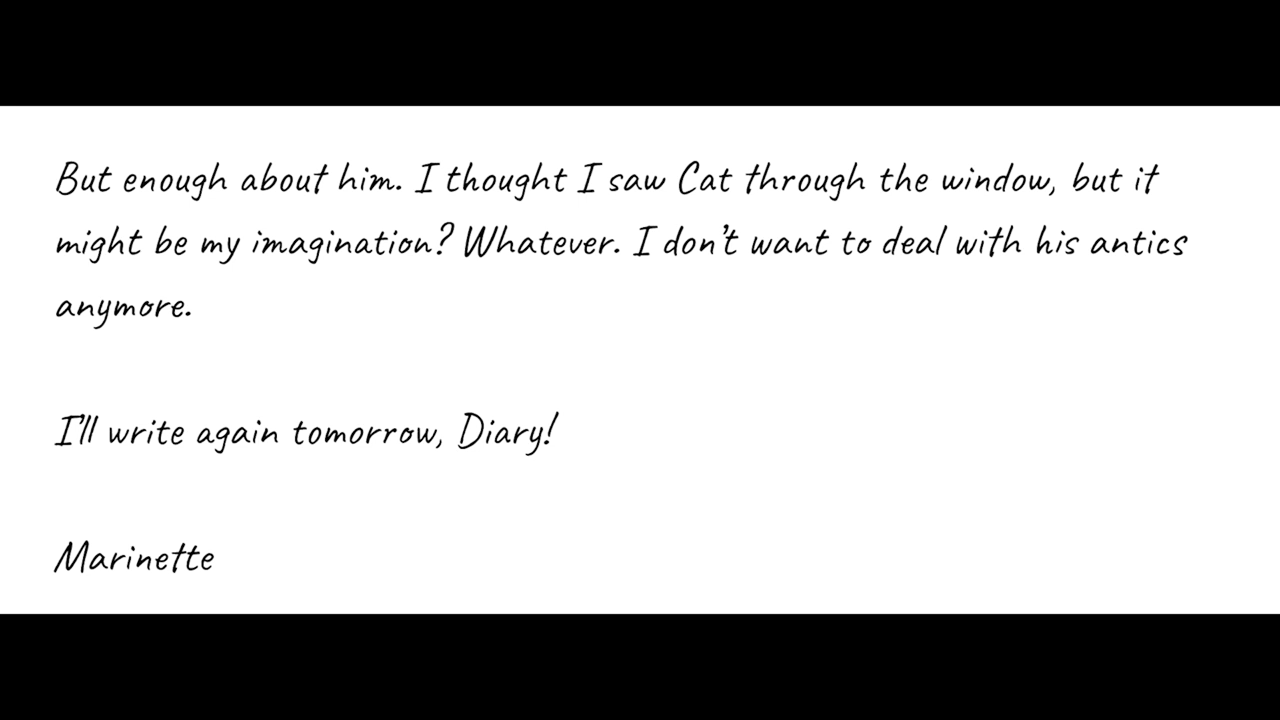 But enough about him. I thought I saw Cat through the window, but it
might be my imagination? Whatever. I don't want to deal with his antics
anymore.
I'll write again tomorrow, Diary!
Marinette